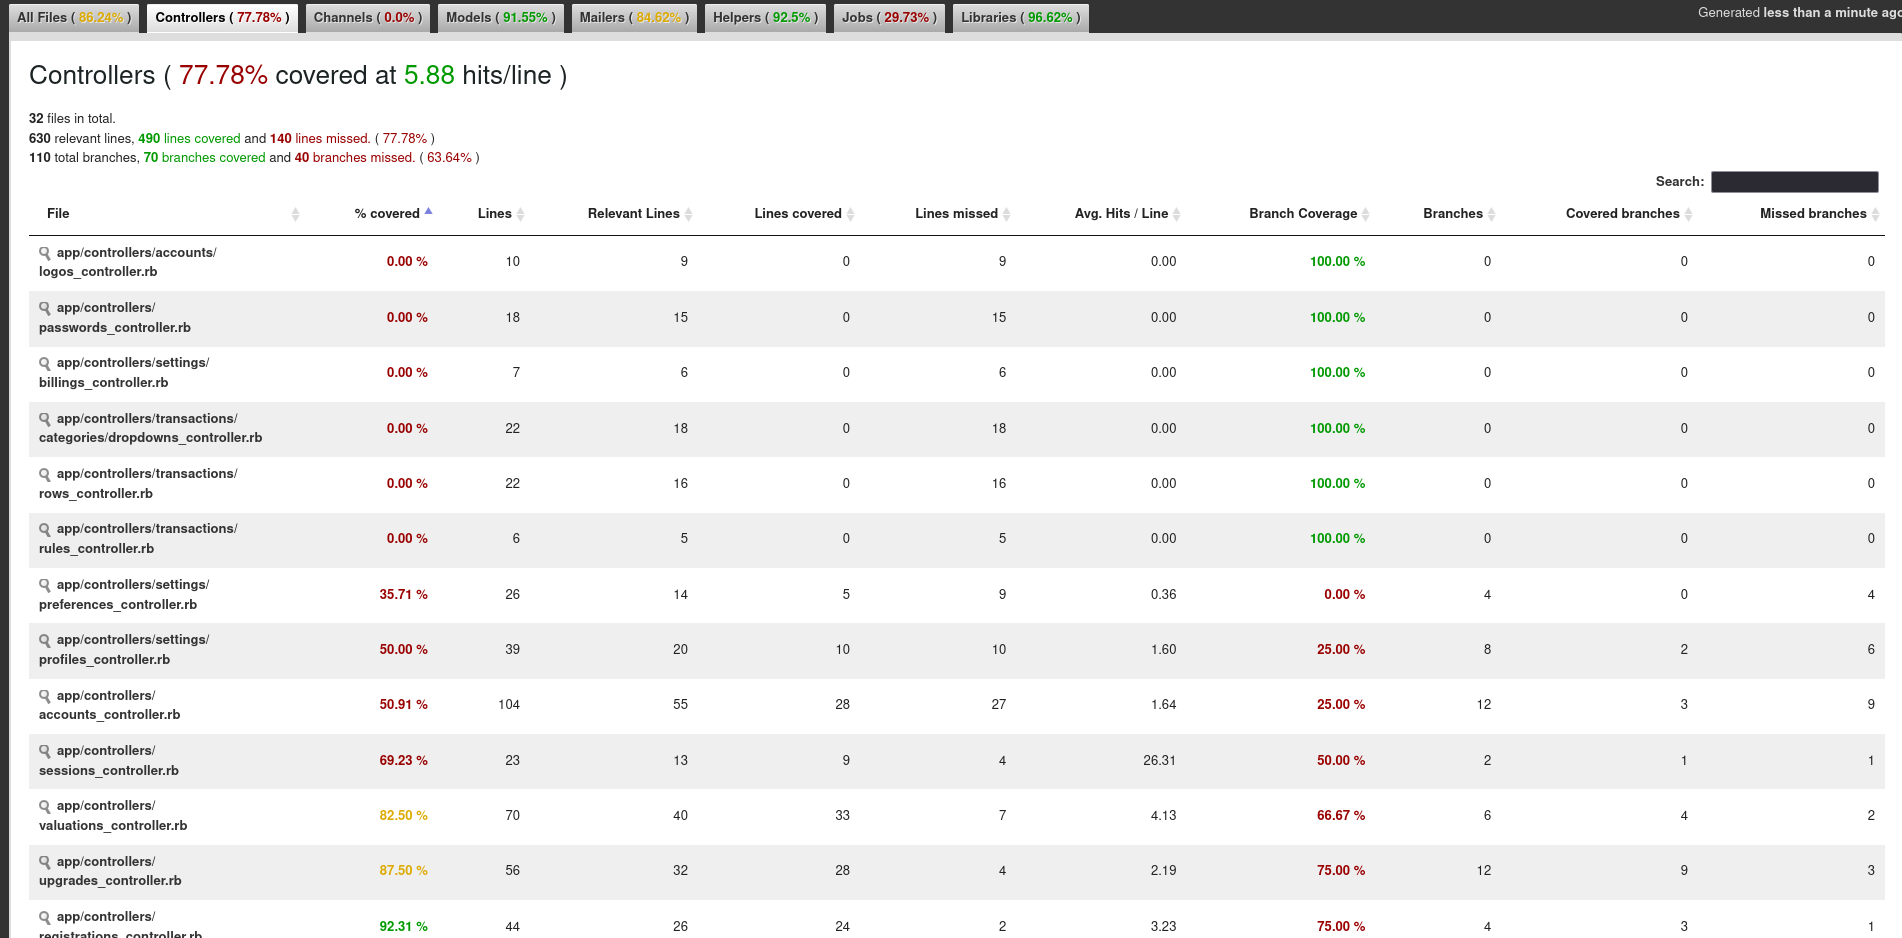 All Files ( 86.24% ) Controllers ( 77.78% ) Channels ( 0.0% ) Models ( 91.55% ) Mailers ( 84.62% ) Helpers ( 92.5% ) Jobs ( 29.73% ) Libraries ( 96.62% ) Generated less than a minute ago
Controllers ( 77.78% covered at 5.88 hits/line )
32 files in total.
630 relevant lines, 490 lines covered and 140 lines missed. ( 77.78% )
110 total branches, 70 branches covered and 40 branches missed. ( 63.64% )
Search:
File % covered Lines Relevant Lines Lines covered Lines missed Avg. Hits / Line Branch Coverage Branches Covered branches Missed branches
app/controllers/accounts/
logos_controller.rb 0.00 % 10 9 0 9 0.00 100.00 % 0 0 0
app/controllers/
passwords_controller.rb 0.00 % 18 15 0 15 0.00 100.00 % 0 0 0
app/controllers/settings/
billings_controller.rb 0.00 % 7 6 0 6 0.00 100.00 % 0 0 0
app/controllers/transactions/
categories/dropdowns_controller.rb 0.00 % 22 18 0 18 0.00 100.00 % 0 0 0
app/controllers/transactions/
rows_controller.rb 0.00 % 22 16 0 16 0.00 100.00 % 0 0 0
app/controllers/transactions/
rules_controller.rb 0.00 % 6 5 0 5 0.00 100.00 % 0 0 0
app/controllers/settings/
preferences_controller.rb 35.71 % 26 14 5 9 0.36 0.00 % 4 0 4
app/controllers/settings/
profiles_controller.rb 50.00 % 39 20 10 10 1.60 25.00 % 8 2 6
app/controllers/
accounts_controller.rb 50.91 % 104 55 28 27 1.64 25.00 % 12 3 9
app/controllers/
sessions_controller.rb 69.23 % 23 13 9 4 26.31 50.00 % 2 1 1
app/controllers/
valuations_controller.rb 82.50 % 70 40 33 7 4.13 66.67 % 6 4 2
app/controllers/
upgrades_controller.rb 87.50 % 56 32 28 4 2.19 75.00 % 12 9 3
app/controllers/
registrations_controller.rb 92.31 % 44 26 24 2 3.23 75.00 % 4 3 1